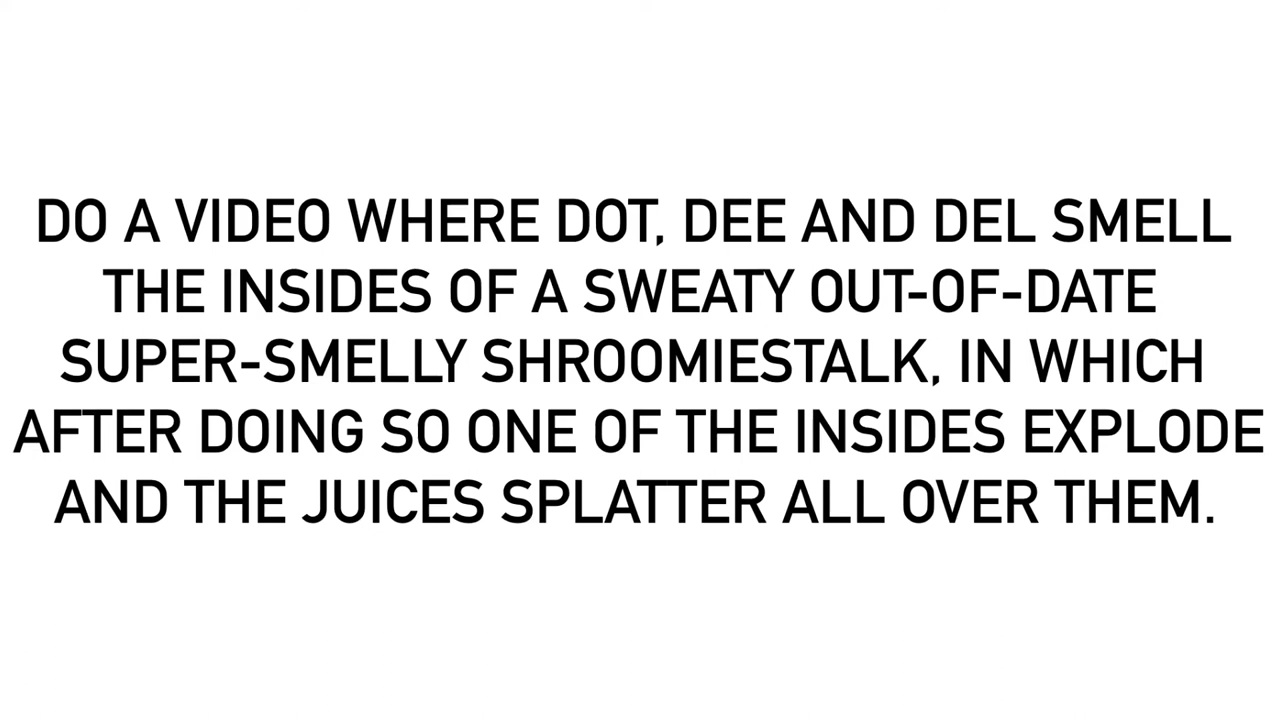 DO A VIDEO WHERE DOT, DEE AND DEL SMELL
THE INSIDES OF A SWEATY OUT-OF-DATE
SUPER-SMELLY SHROOMIESTALK, IN WHICH
AFTER DOING SO ONE OF THE INSIDES EXPLODE
AND THE JUICES SPLATTER ALL OVER THEM.